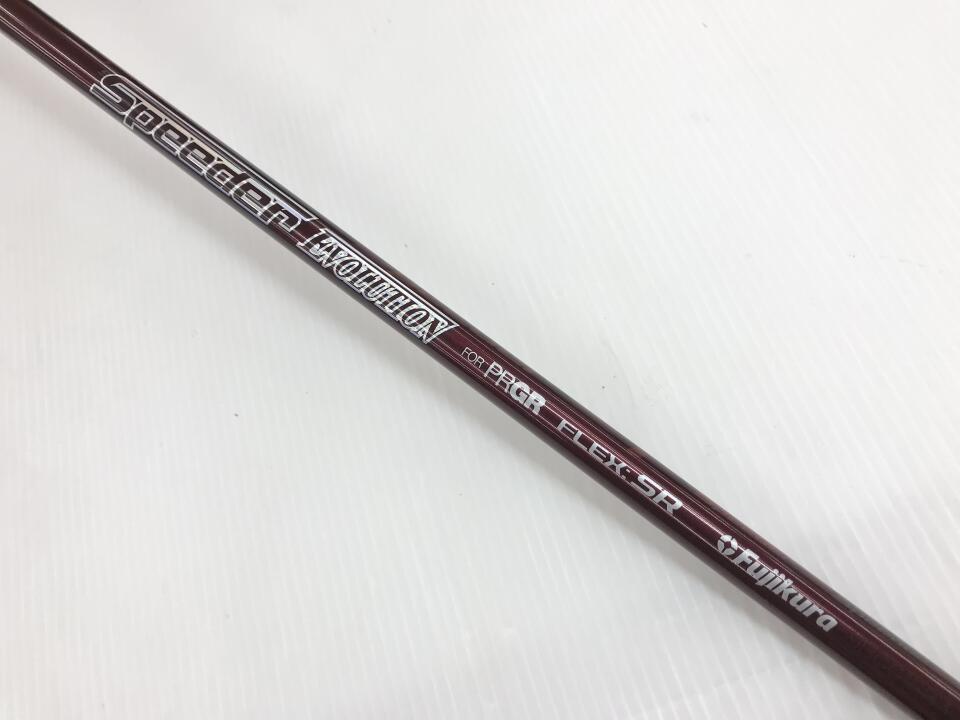 Speeder EVOLUTION FOR PRGR FLEX: SR Fujikura